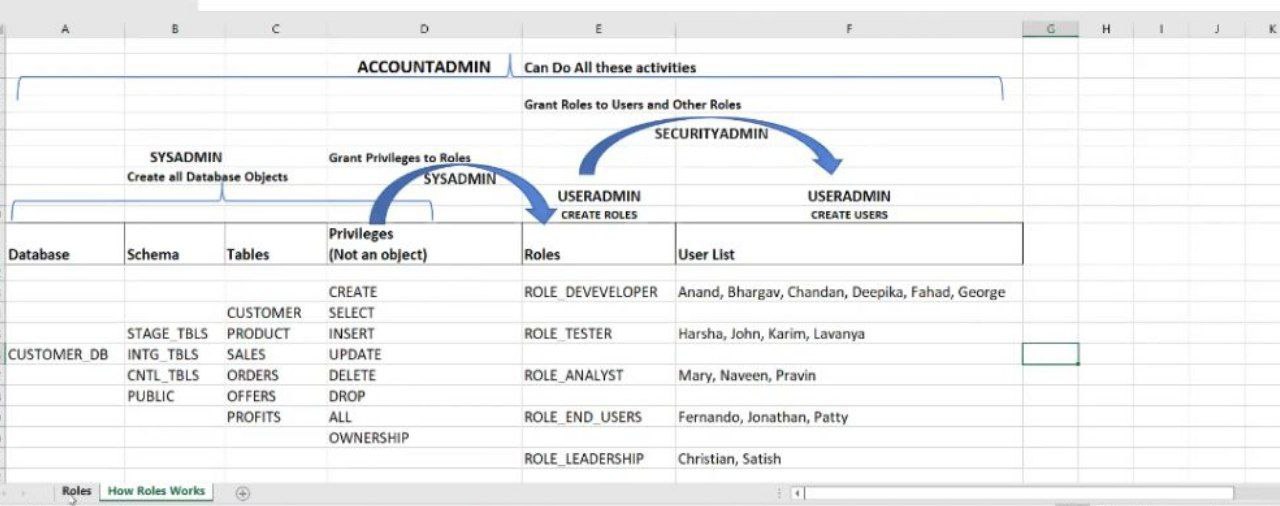 A B C D E F G H I J K
ACCOUNTADMIN Can Do All these activities
Grant Roles to Users and Other Roles
SECURITYADMIN
SYSADMIN Grant Privileges to Roles
Create all Database Objects SYSADMIN
USERADMIN USERADMIN
CREATE ROLES CREATE USERS
Privileges
Database Schema Tables (Not an object) Roles User List
CREATE ROLE_DEVEVELOPER Anand, Bhargav, Chandan, Deepika, Fahad, George
CUSTOMER SELECT
STAGE_TBLS PRODUCT INSERT ROLE_TESTER Harsha, John, Karim, Lavanya
CUSTOMER_DB INTG_TBLS SALES UPDATE
CNTL_TBLS ORDERS DELETE ROLE_ANALYST Mary, Naveen, Pravin
PUBLIC OFFERS DROP
PROFITS ALL ROLE_END_USERS Fernando, Jonathan, Patty
OWNERSHIP
ROLE_LEADERSHIP Christian, Satish
Roles How Roles Works